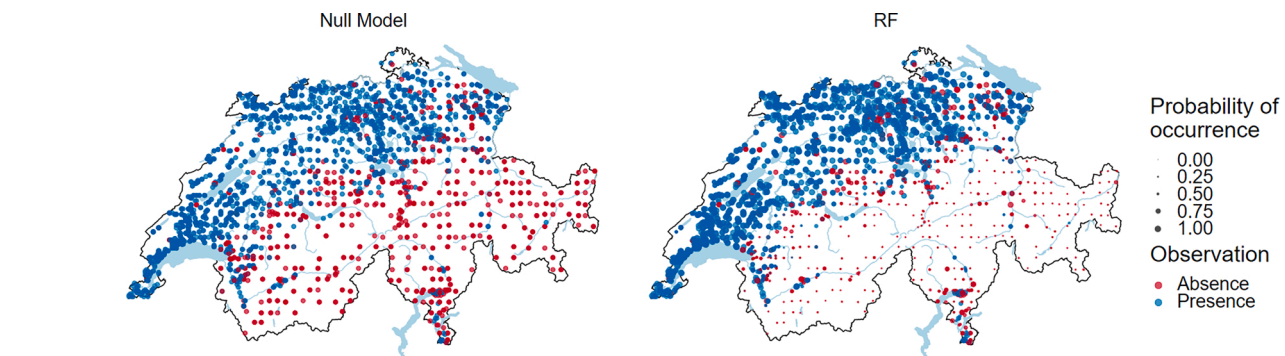 Null Model
RF
Probability of
occurrence
0.00
0.25
0.50
0.75
1.00
Observation
Absence
Presence